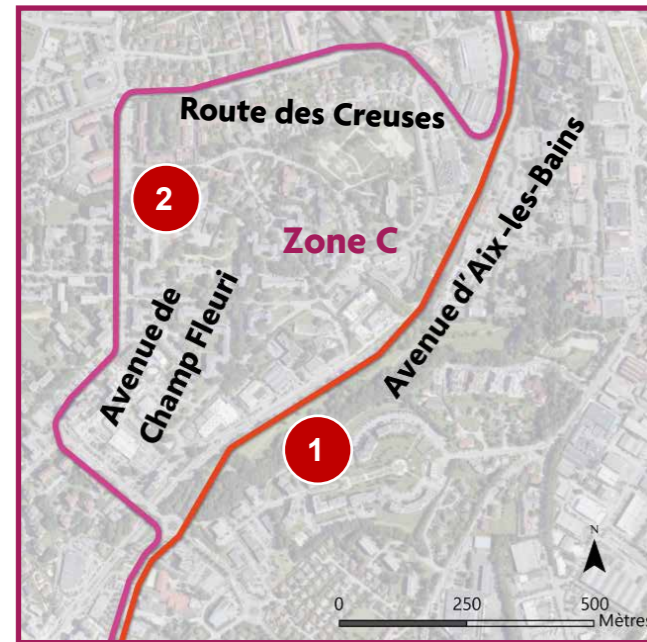 Route des Creuses
2
Zone C
Avenue d'Aix-les-Bains
Avenue de
Champ Fleuri
1
N
0 250 500
Mètres